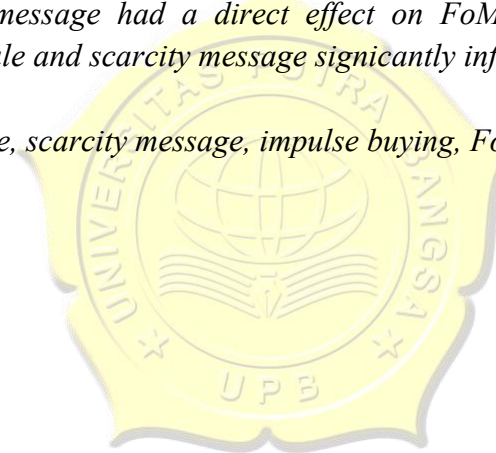 message had a direct effect on FoM
le and scarcity message signicantly inf
e, scarcity message, impulse buying, Fo
UNIVERSITAS PUTRA BANGSA
UPB